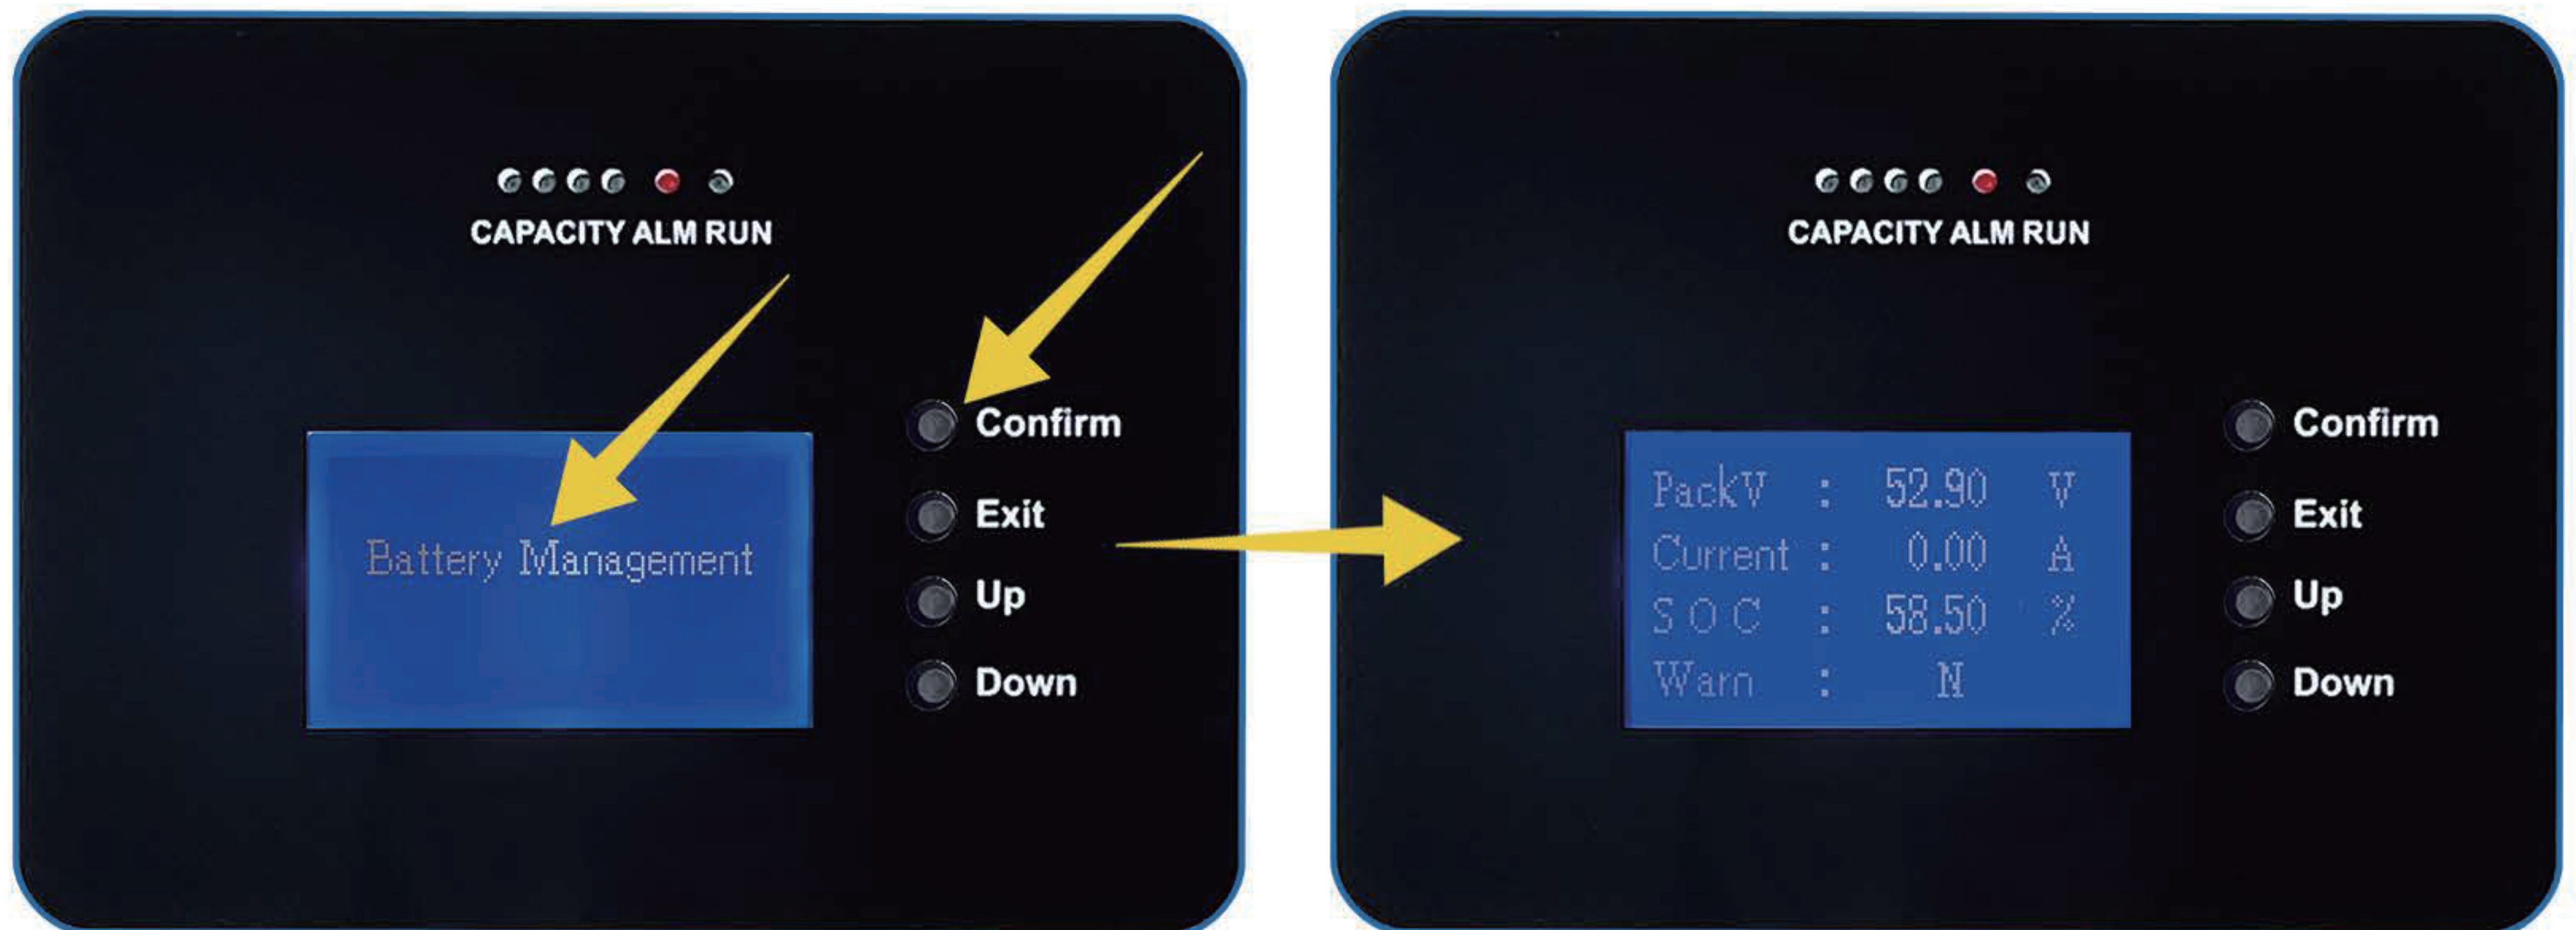 CAPACITY ALM RUN
Battery Management
Confirm
Exit
Up
Down
CAPACITY ALM RUN
PackV : 52.90 V
Current : 0.00 A
S O C : 58.50 %
Warn : N
Confirm
Exit
Up
Down